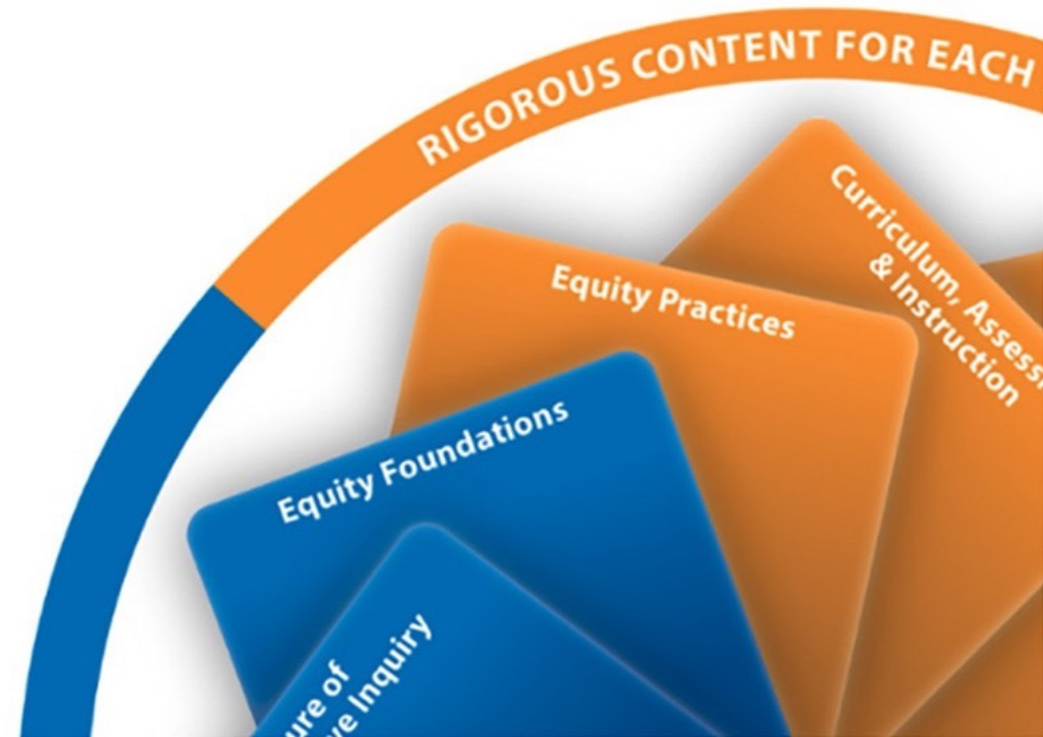 RIGOROUS CONTENT FOR EACH
Curriculum, Assess
& Instruction
Equity Practices
Equity Foundations
ure of
ve Inquiry